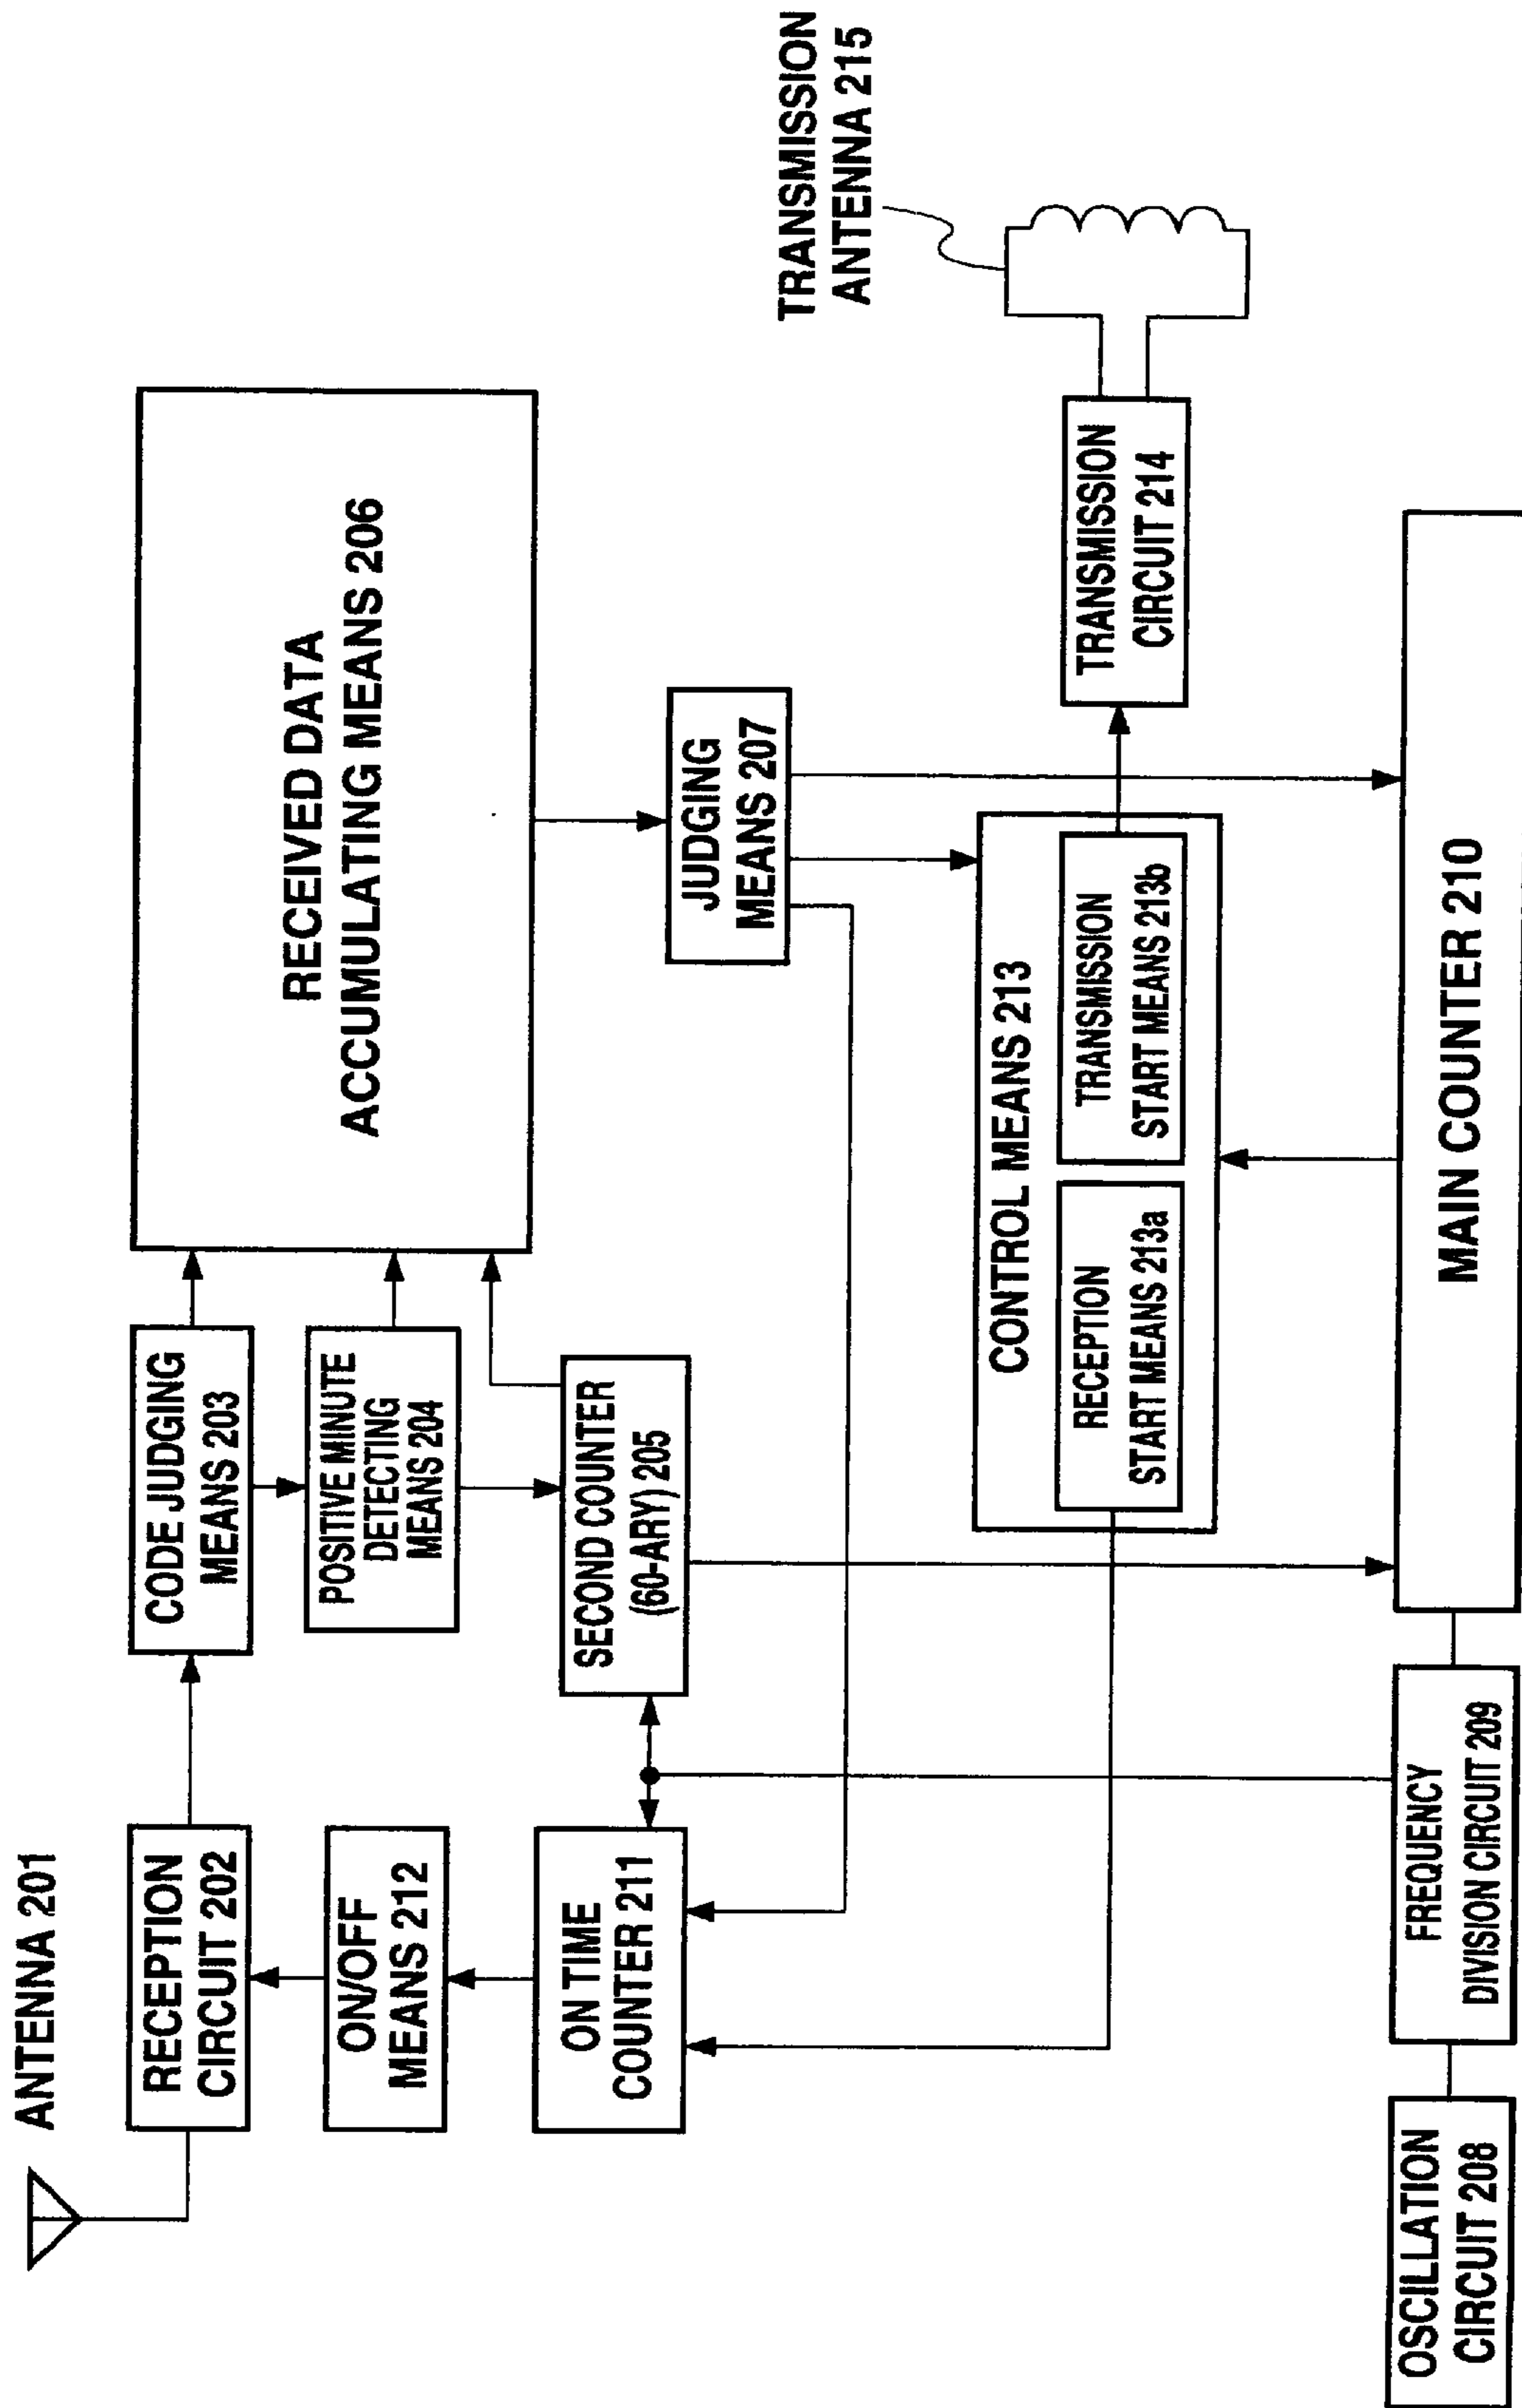 ANTENNA 201
RECEPTION
CIRCUIT 202
CODE JUDGING
MEANS 203
RECEIVED DATA
ACCUMULATING MEANS 206
ON/OFF
MEANS 212
POSITIVE MINUTE
DETECTING
MEANS 204
ON TIME
COUNTER 211
SECOND COUNTER
(60-ARY) 205
JUDGING
MEANS 207
TRANSMISSION
ANTENNA 215
CONTROL MEANS 213
RECEPTION
START MEANS 213a
TRANSMISSION
START MEANS 213b
TRANSMISSION
CIRCUIT 214
OSCILLATION
CIRCUIT 208
FREQUENCY
DIVISION CIRCUIT 209
MAIN COUNTER 210